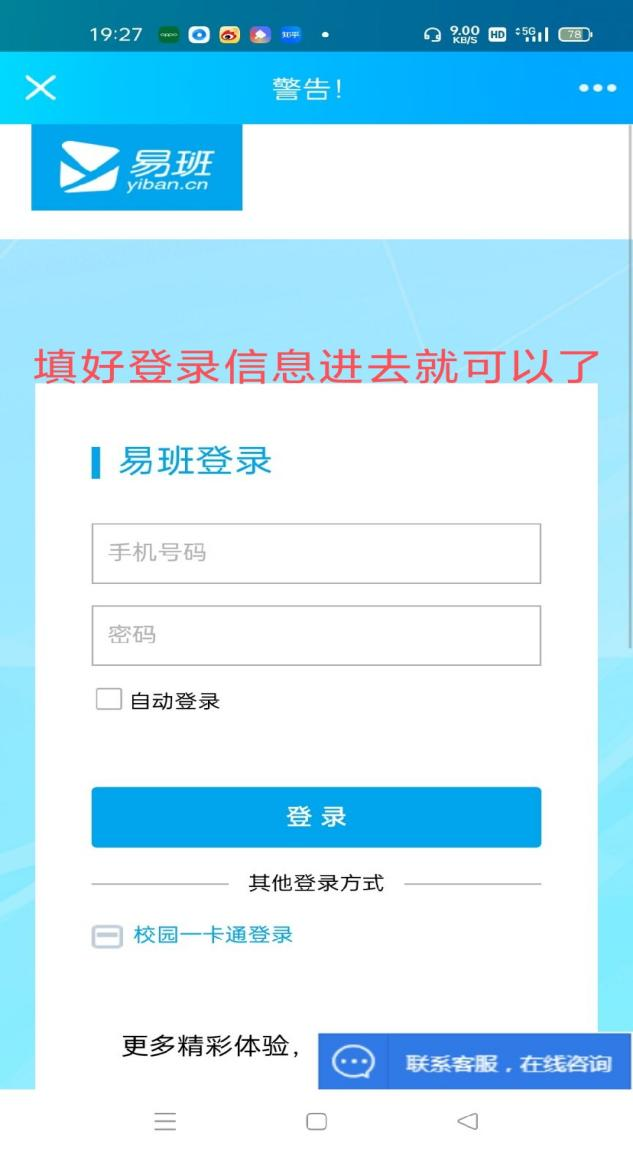 19:27
oppo
知乎
9.00 KB/S
HD
5G
78
警告！
易班
yiban.cn
填好登录信息进去就可以了
易班登录
手机号码
密码
自动登录
登 录
其他登录方式
校园一卡通登录
更多精彩体验，
联系客服，在线咨询